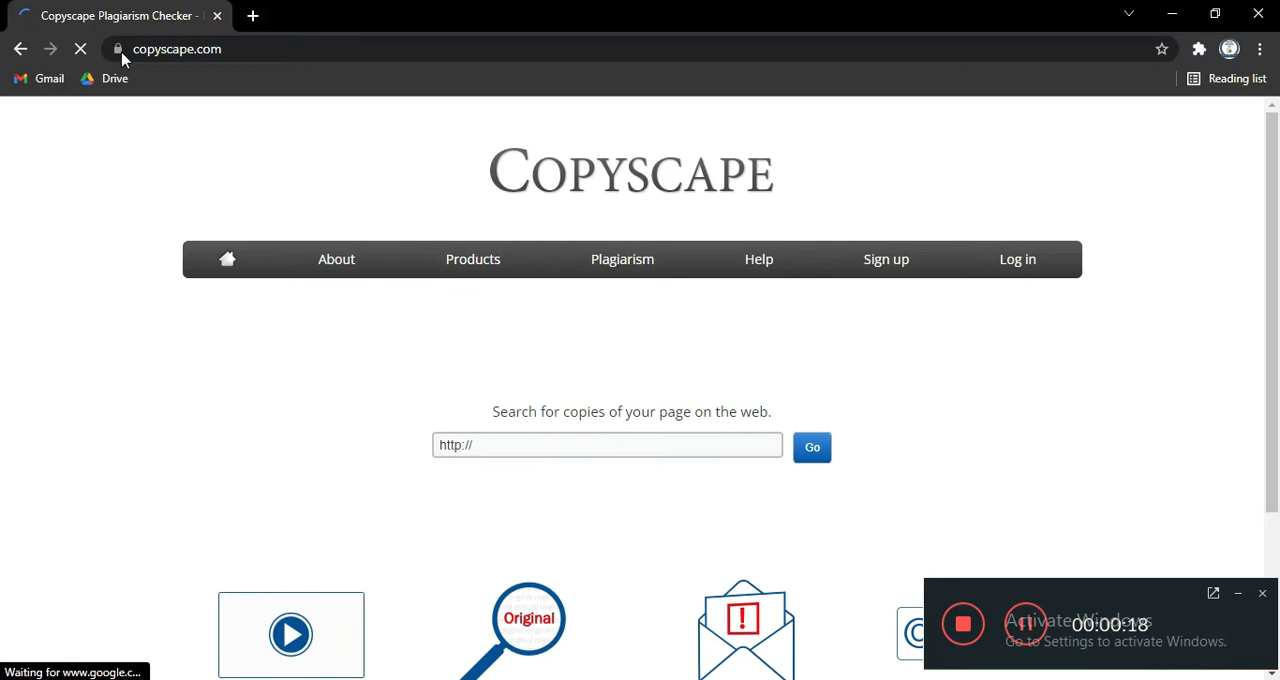 Copyscape Plagiarism Checker -
copyscape.com
Gmail
Drive
Reading list
COPYSCAPE
About
Products
Plagiarism
Help
Sign up
Log in
Search for copies of your page on the web.
http://
Go
Original
!
00:00:18
Activate Windows
Go to Settings to activate Windows.
Waiting for www.google.c...